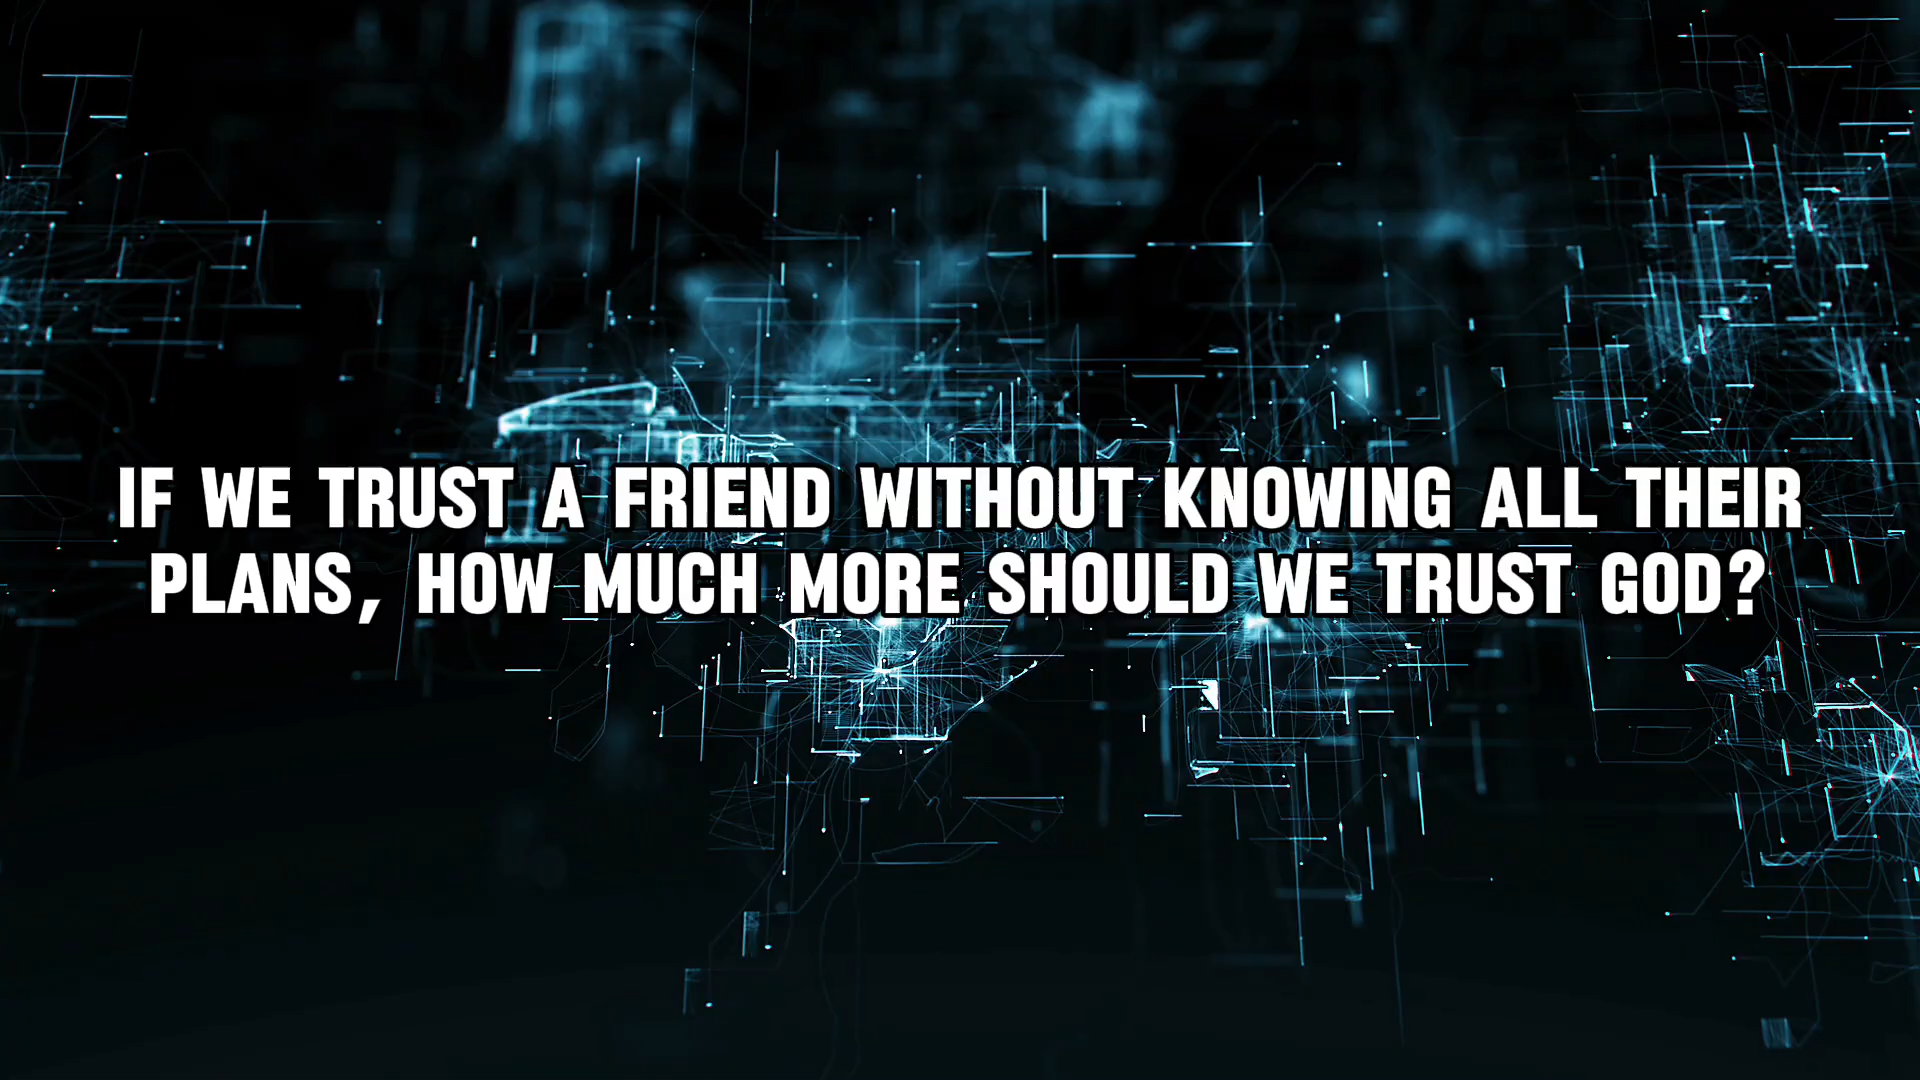 IF WE TRUST A FRIEND WITHOUT KNOWING ALL THEIR
PLANS, HOW MUCH MORE SHOULD WE TRUST GOD?